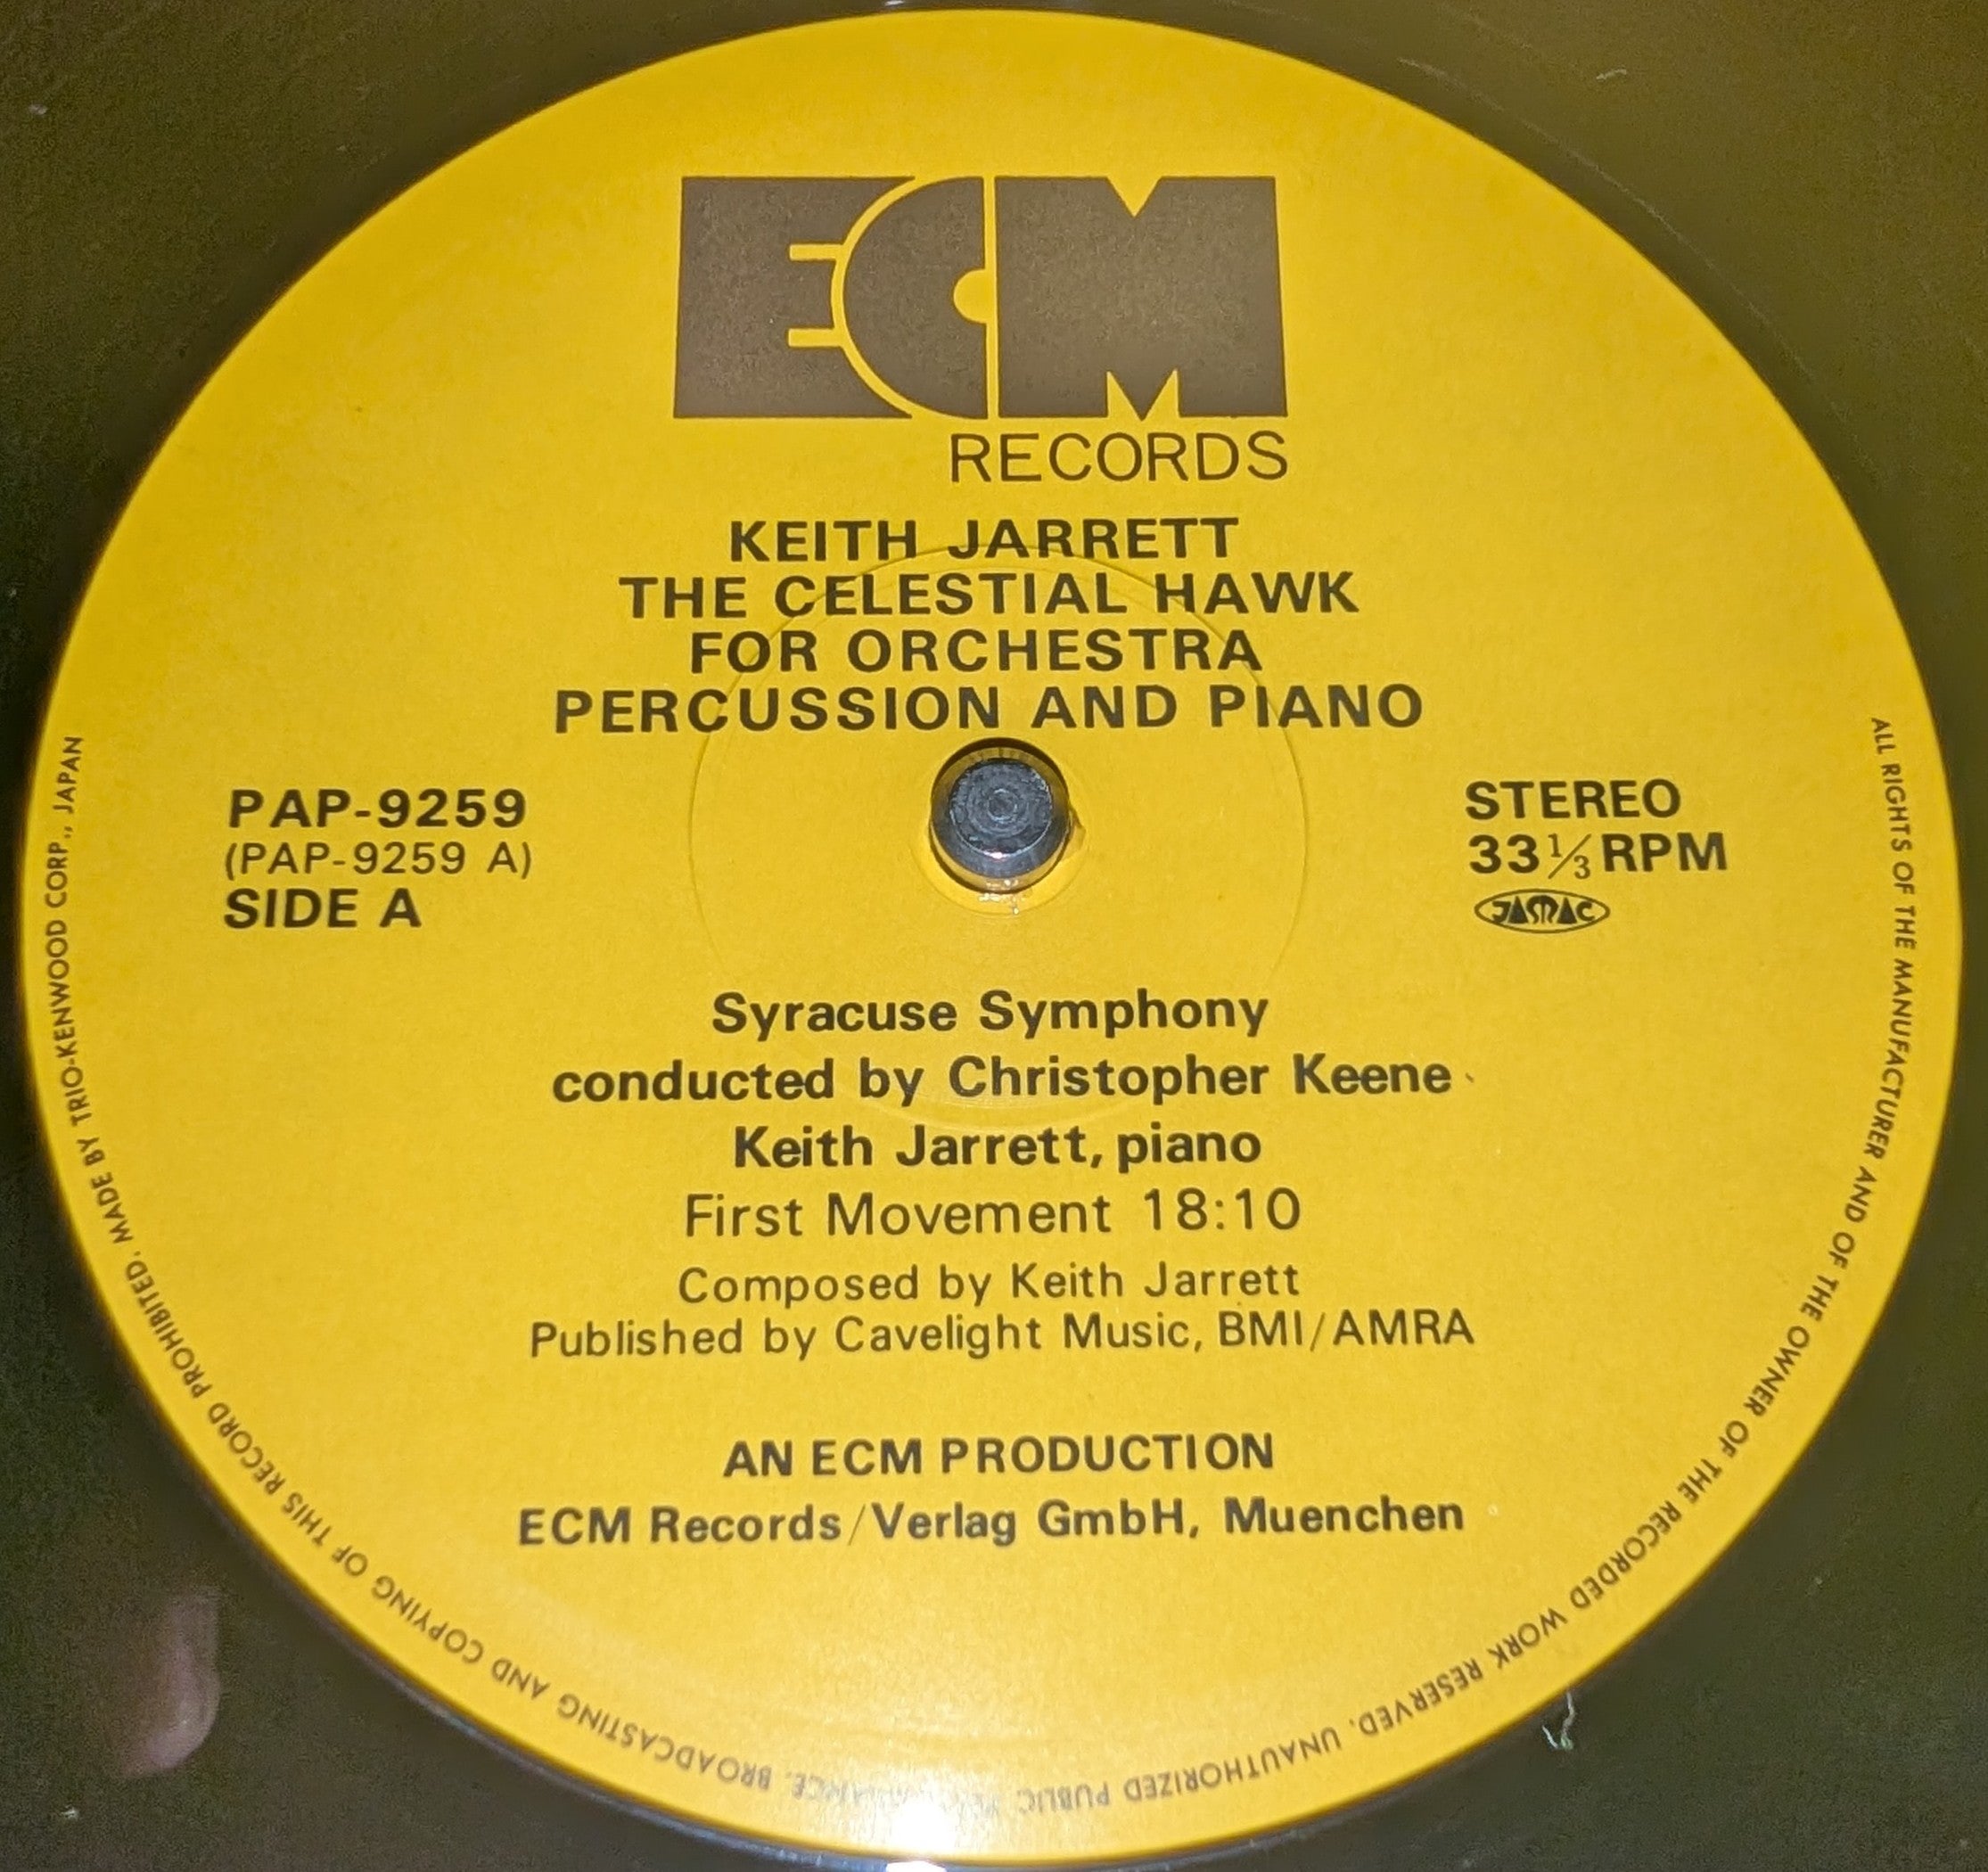 ECM
RECORDS
KEITH JARRETT
THE CELESTIAL HAWK
FOR ORCHESTRA
PERCUSSION AND PIANO
PAP-9259
(PAP-9259 A)
SIDE A
STEREO
33 1/3 RPM
JASRAC
Syracuse Symphony
conducted by Christopher Keene
Keith Jarrett, piano
First Movement 18:10
Composed by Keith Jarrett
Published by Cavelight Music, BMI/AMRA
AN ECM PRODUCTION
ECM Records/Verlag GmbH, Muenchen
ALL RIGHTS OF THE MANUFACTURER AND OF THE OWNER OF THE RECORDED WORK RESERVED. UNAUTHORIZED PUBLIC BROADCASTING AND COPYING OF THIS RECORD PROHIBITED. MADE BY TRIO-KENWOOD CORP., JAPAN